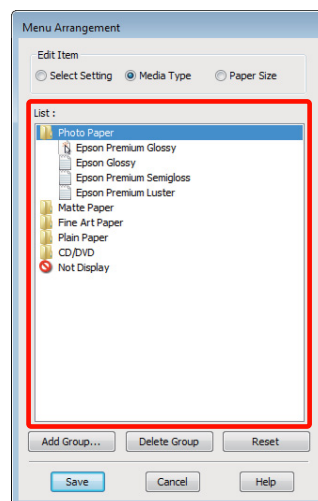 Menu Arrangement
Edit Item
Select Setting Media Type Paper Size
List :
Photo Paper
Epson Premium Glossy
Epson Glossy
Epson Premium Semigloss
Epson Premium Luster
Matte Paper
Fine Art Paper
Plain Paper
CD/DVD
Not Display
Add Group... Delete Group Reset
Save Cancel Help